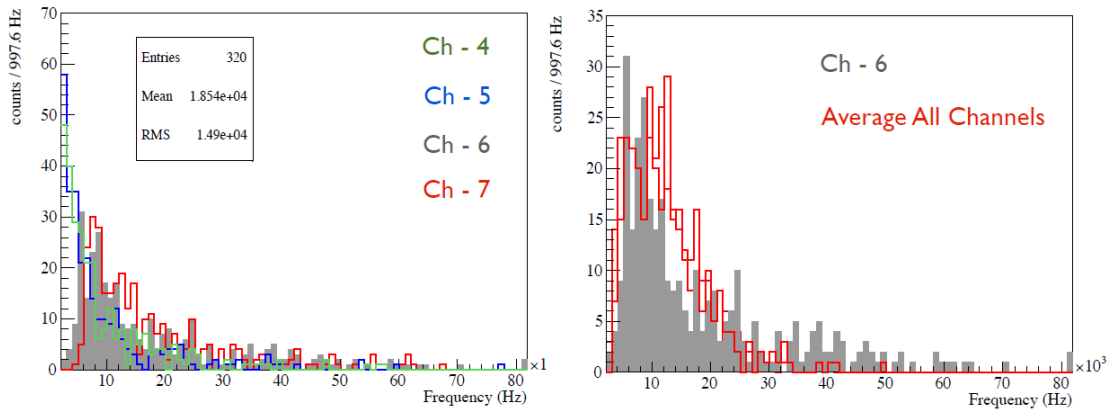 counts / 997.6 Hz
70
60
50
40
30
20
10
0
Entries 320
Mean 1.854e+04
RMS 1.49e+04
Ch - 4
Ch - 5
Ch - 6
Ch - 7
10 20 30 40 50 60 70 80 ×1
Frequency (Hz)
counts / 997.6 Hz
35
30
25
20
15
10
5
0
Ch - 6
Average All Channels
10 20 30 40 50 60 70 80 ×10³
Frequency (Hz)